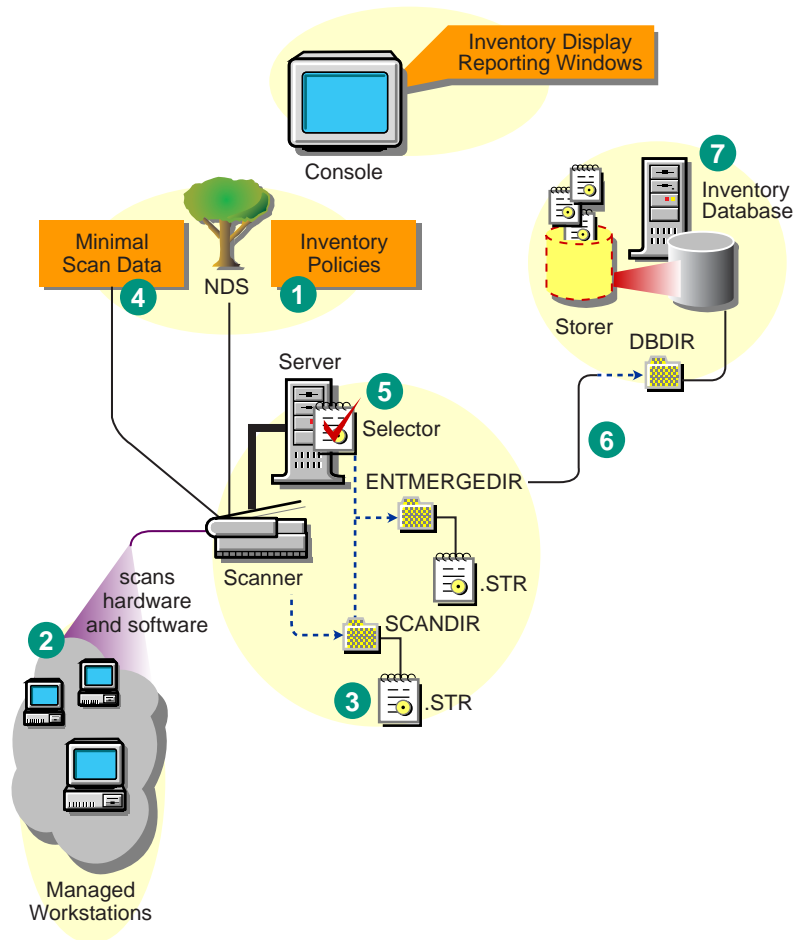 Inventory Display
Reporting Windows
Console
7
Inventory
Database
Minimal
Scan Data
4
NDS
Inventory
Policies
1
Storer
DBDIR
Server
5
Selector
6
ENTMERGEDIR
.STR
Scanner
scans
hardware
and software
SCANDIR
2
3
.STR
Managed
Workstations